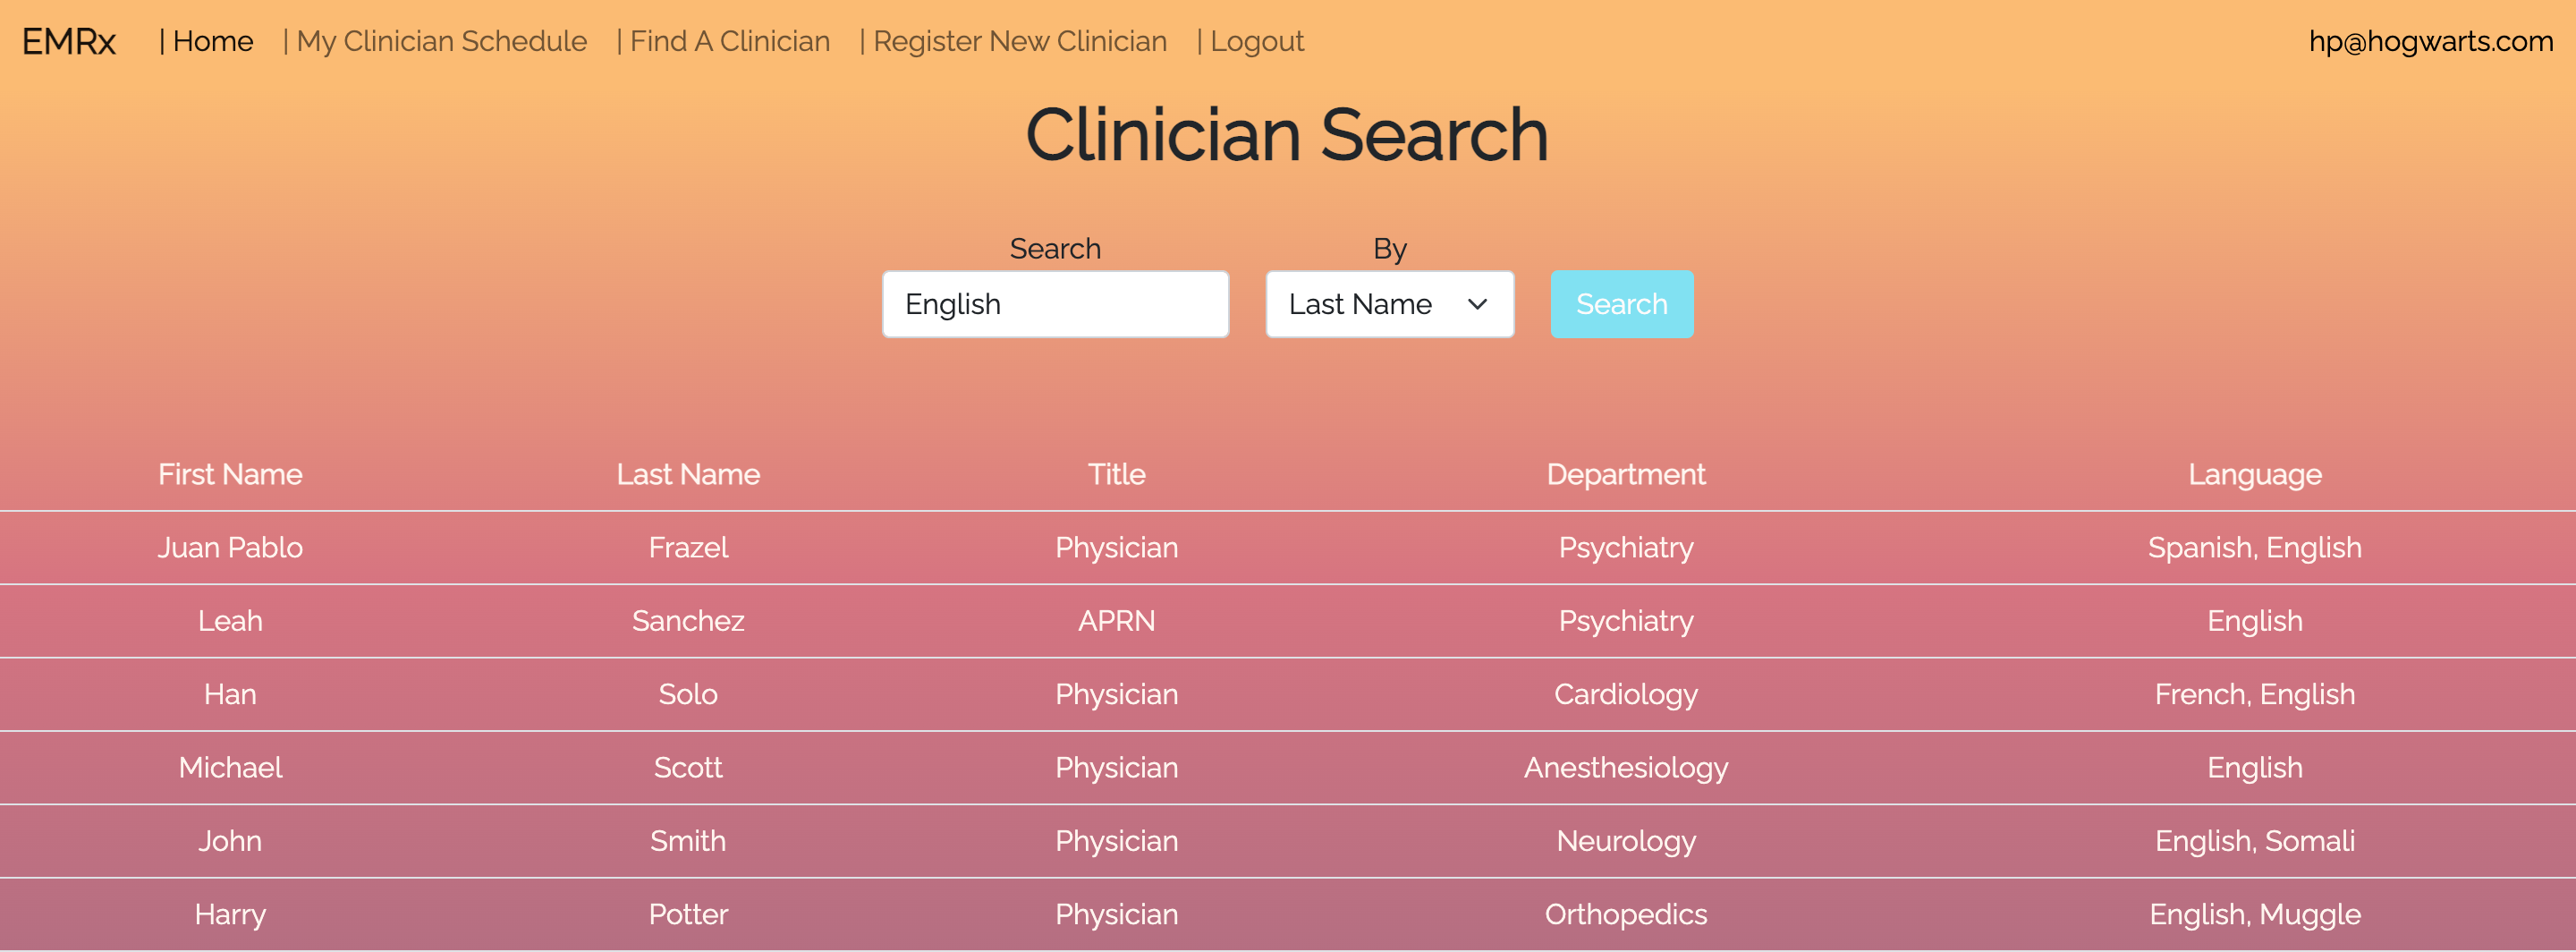 EMRx | Home | My Clinician Schedule | Find A Clinician | Register New Clinician | Logout hp@hogwarts.com
Clinician Search
Search By
English Last Name Search
First Name Last Name Title Department Language
Juan Pablo Frazel Physician Psychiatry Spanish, English
Leah Sanchez APRN Psychiatry English
Han Solo Physician Cardiology French, English
Michael Scott Physician Anesthesiology English
John Smith Physician Neurology English, Somali
Harry Potter Physician Orthopedics English, Muggle